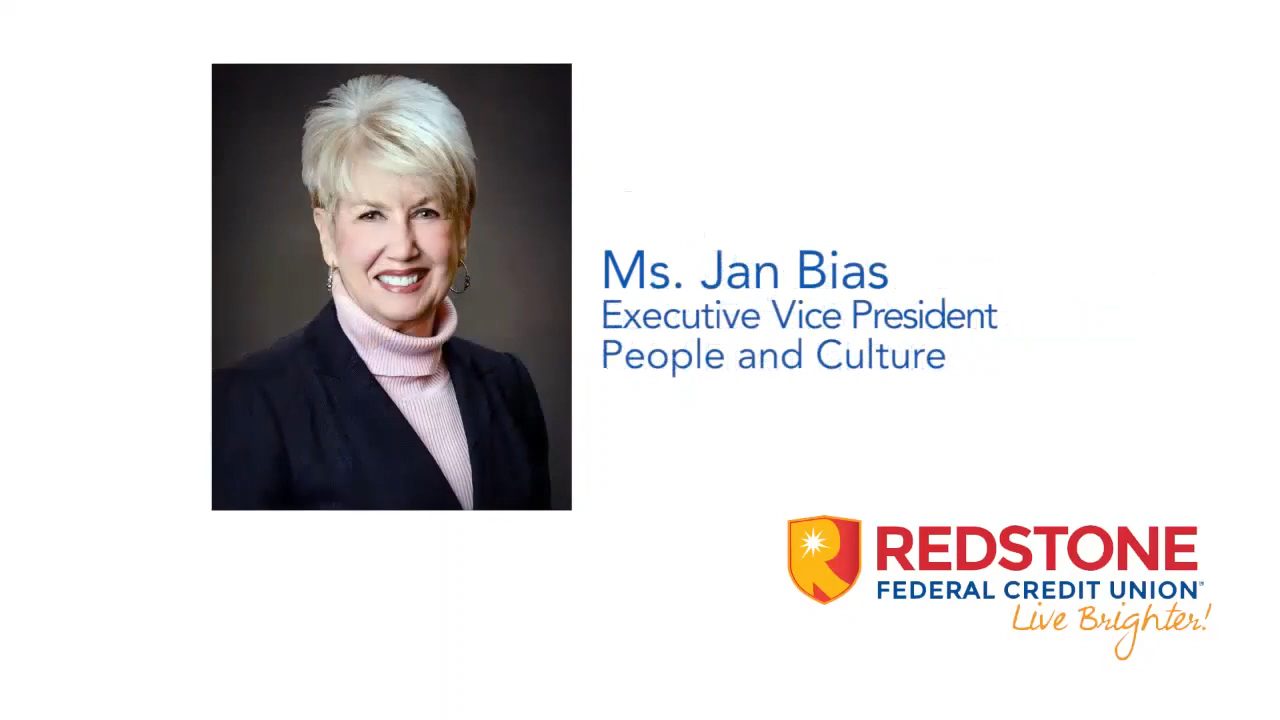 Ms. Jan Bias
Executive Vice President
People and Culture
REDSTONE
FEDERAL CREDIT UNION
Live Brighter!